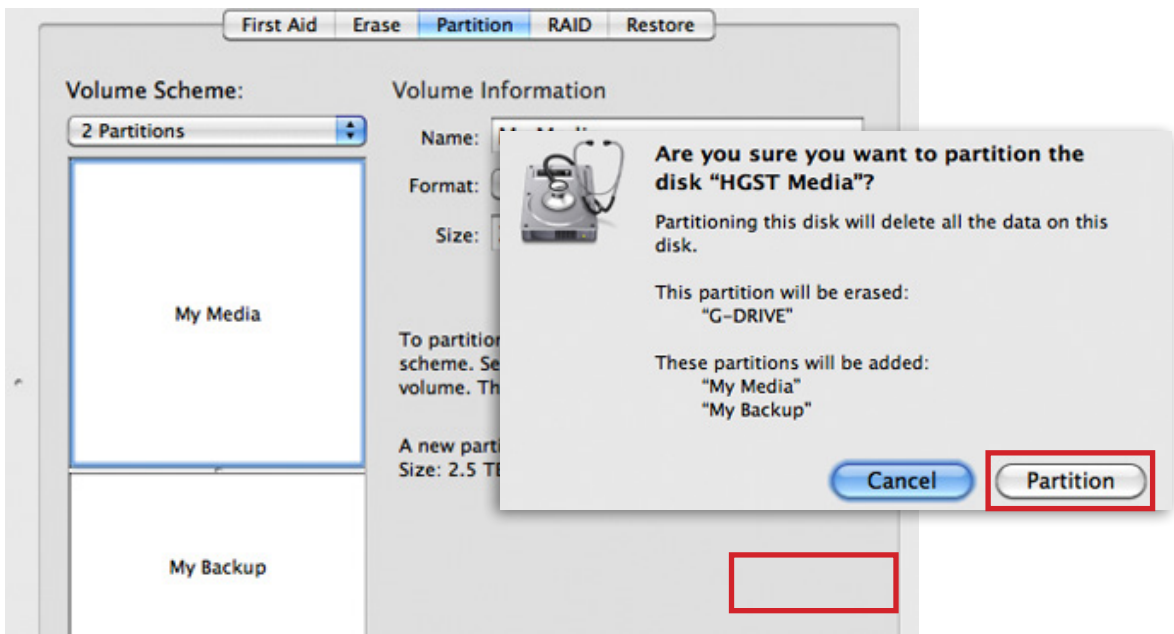 First Aid Erase Partition RAID Restore
Volume Scheme:
2 Partitions
My Media
My Backup
Volume Information
Name:
Format:
Size:
To partition
scheme. Se
volume. Th
A new parti
Size: 2.5 TB
Are you sure you want to partition the
disk “HGST Media”?
Partitioning this disk will delete all the data on this
disk.
This partition will be erased:
“G-DRIVE”
These partitions will be added:
“My Media”
“My Backup”
Cancel
Partition